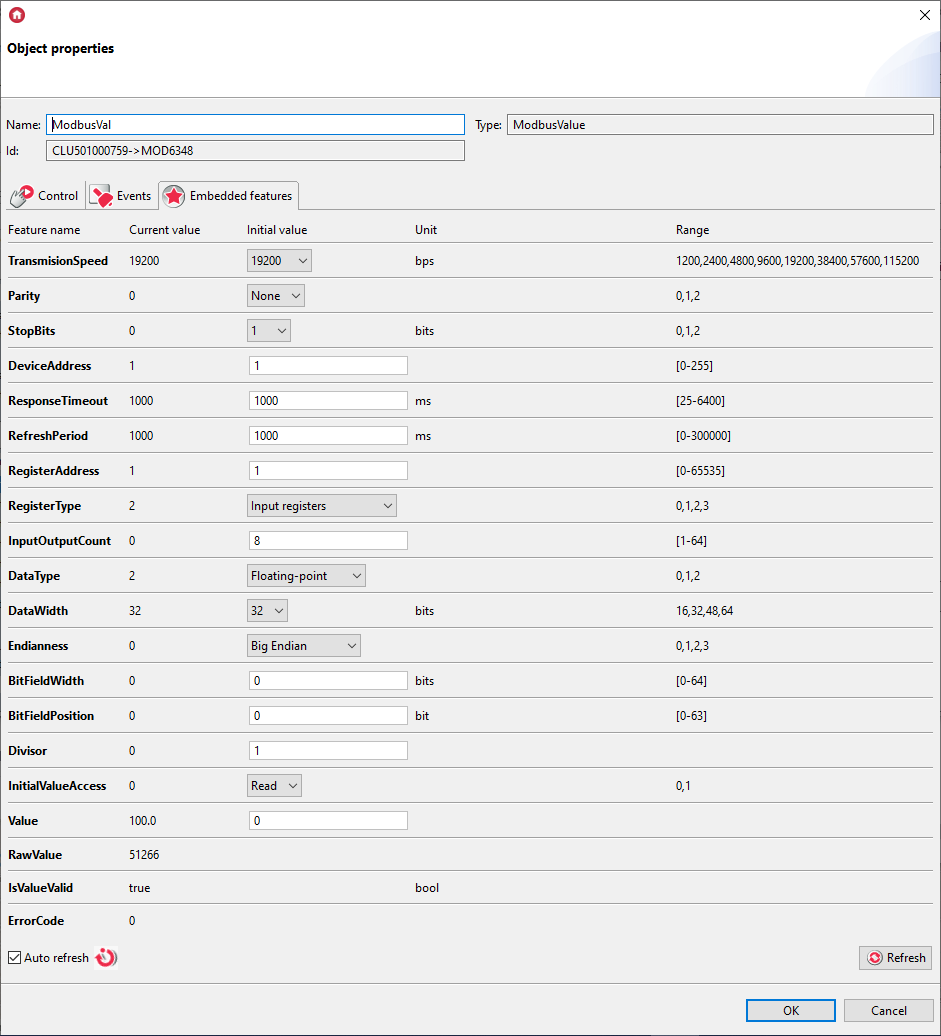 Object properties
Name: ModbusVal Type: ModbusValue
Id: CLU501000759->MOD6348
Control Events Embedded features
Feature name Current value Initial value Unit Range
TransmisionSpeed 19200 19200 bps 1200,2400,4800,9600,19200,38400,57600,115200
Parity 0 None 0,1,2
StopBits 0 1 bits 0,1,2
DeviceAddress 1 1 [0-255]
ResponseTimeout 1000 1000 ms [25-6400]
RefreshPeriod 1000 1000 ms [0-300000]
RegisterAddress 1 1 [0-65535]
RegisterType 2 Input registers 0,1,2,3
InputOutputCount 0 8 [1-64]
DataType 2 Floating-point 0,1,2
DataWidth 32 32 bits 16,32,48,64
Endianness 0 Big Endian 0,1,2,3
BitFieldWidth 0 0 bits [0-64]
BitFieldPosition 0 0 bit [0-63]
Divisor 0 1
InitialValueAccess 0 Read 0,1
Value 100.0 0
RawValue 51266
IsValueValid true bool
ErrorCode 0
Auto refresh Refresh
OK Cancel